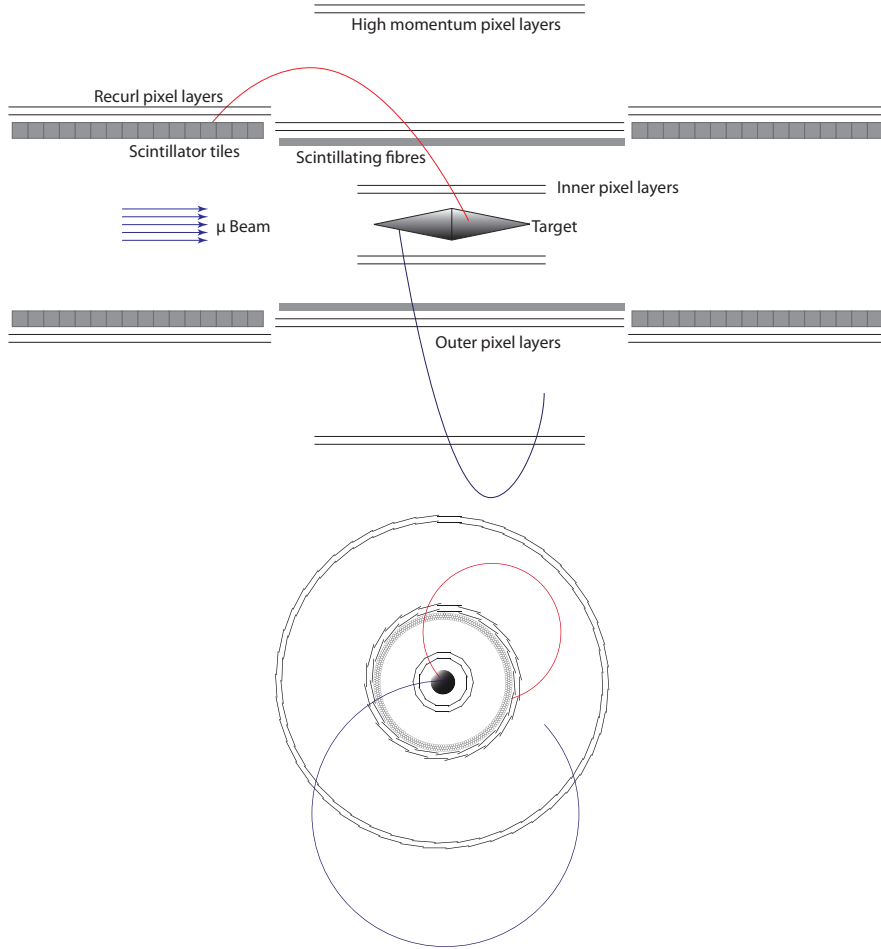 High momentum pixel layers
Recurl pixel layers
Scintillator tiles
Scintillating fibres
Inner pixel layers
μ Beam
Target
Outer pixel layers